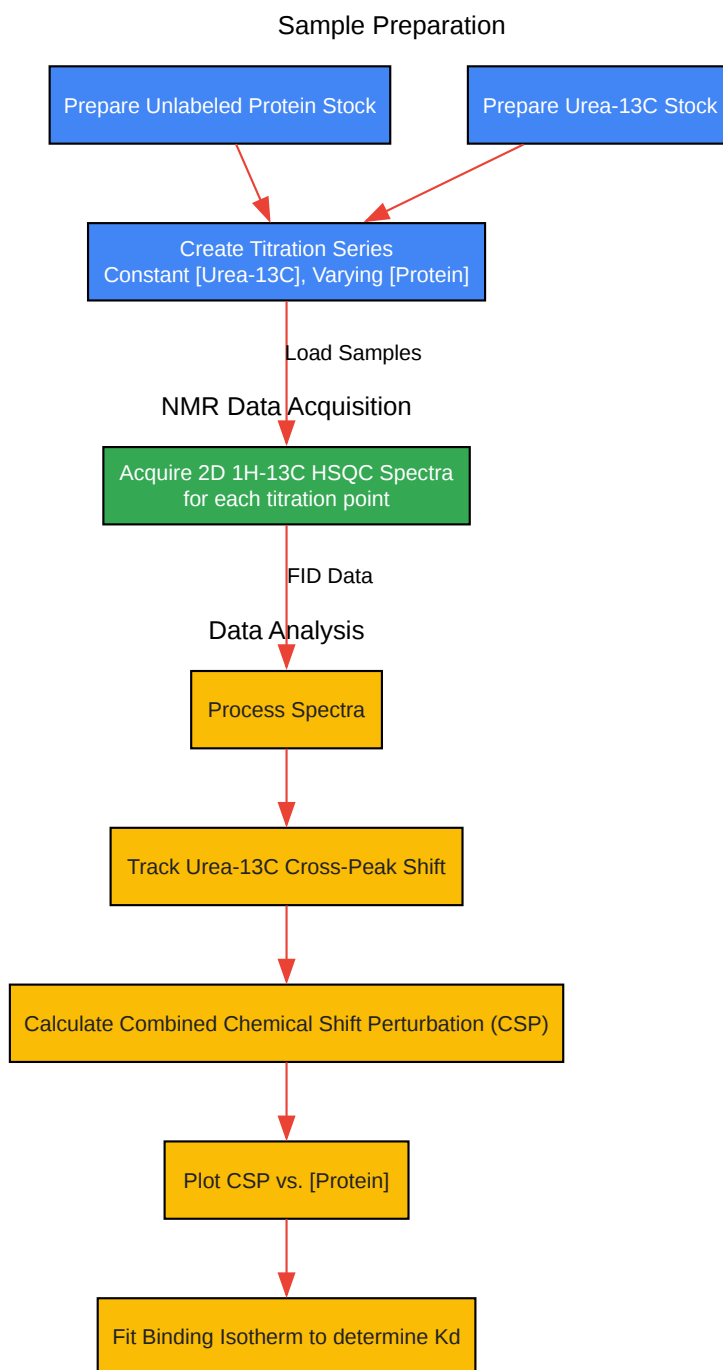 Sample Preparation
Prepare Unlabeled Protein Stock
Prepare Urea-13C Stock
Create Titration Series
Constant [Urea-13C], Varying [Protein]
Load Samples
NMR Data Acquisition
Acquire 2D 1H-13C HSQC Spectra
for each titration point
FID Data
Data Analysis
Process Spectra
Track Urea-13C Cross-Peak Shift
Calculate Combined Chemical Shift Perturbation (CSP)
Plot CSP vs. [Protein]
Fit Binding Isotherm to determine Kd